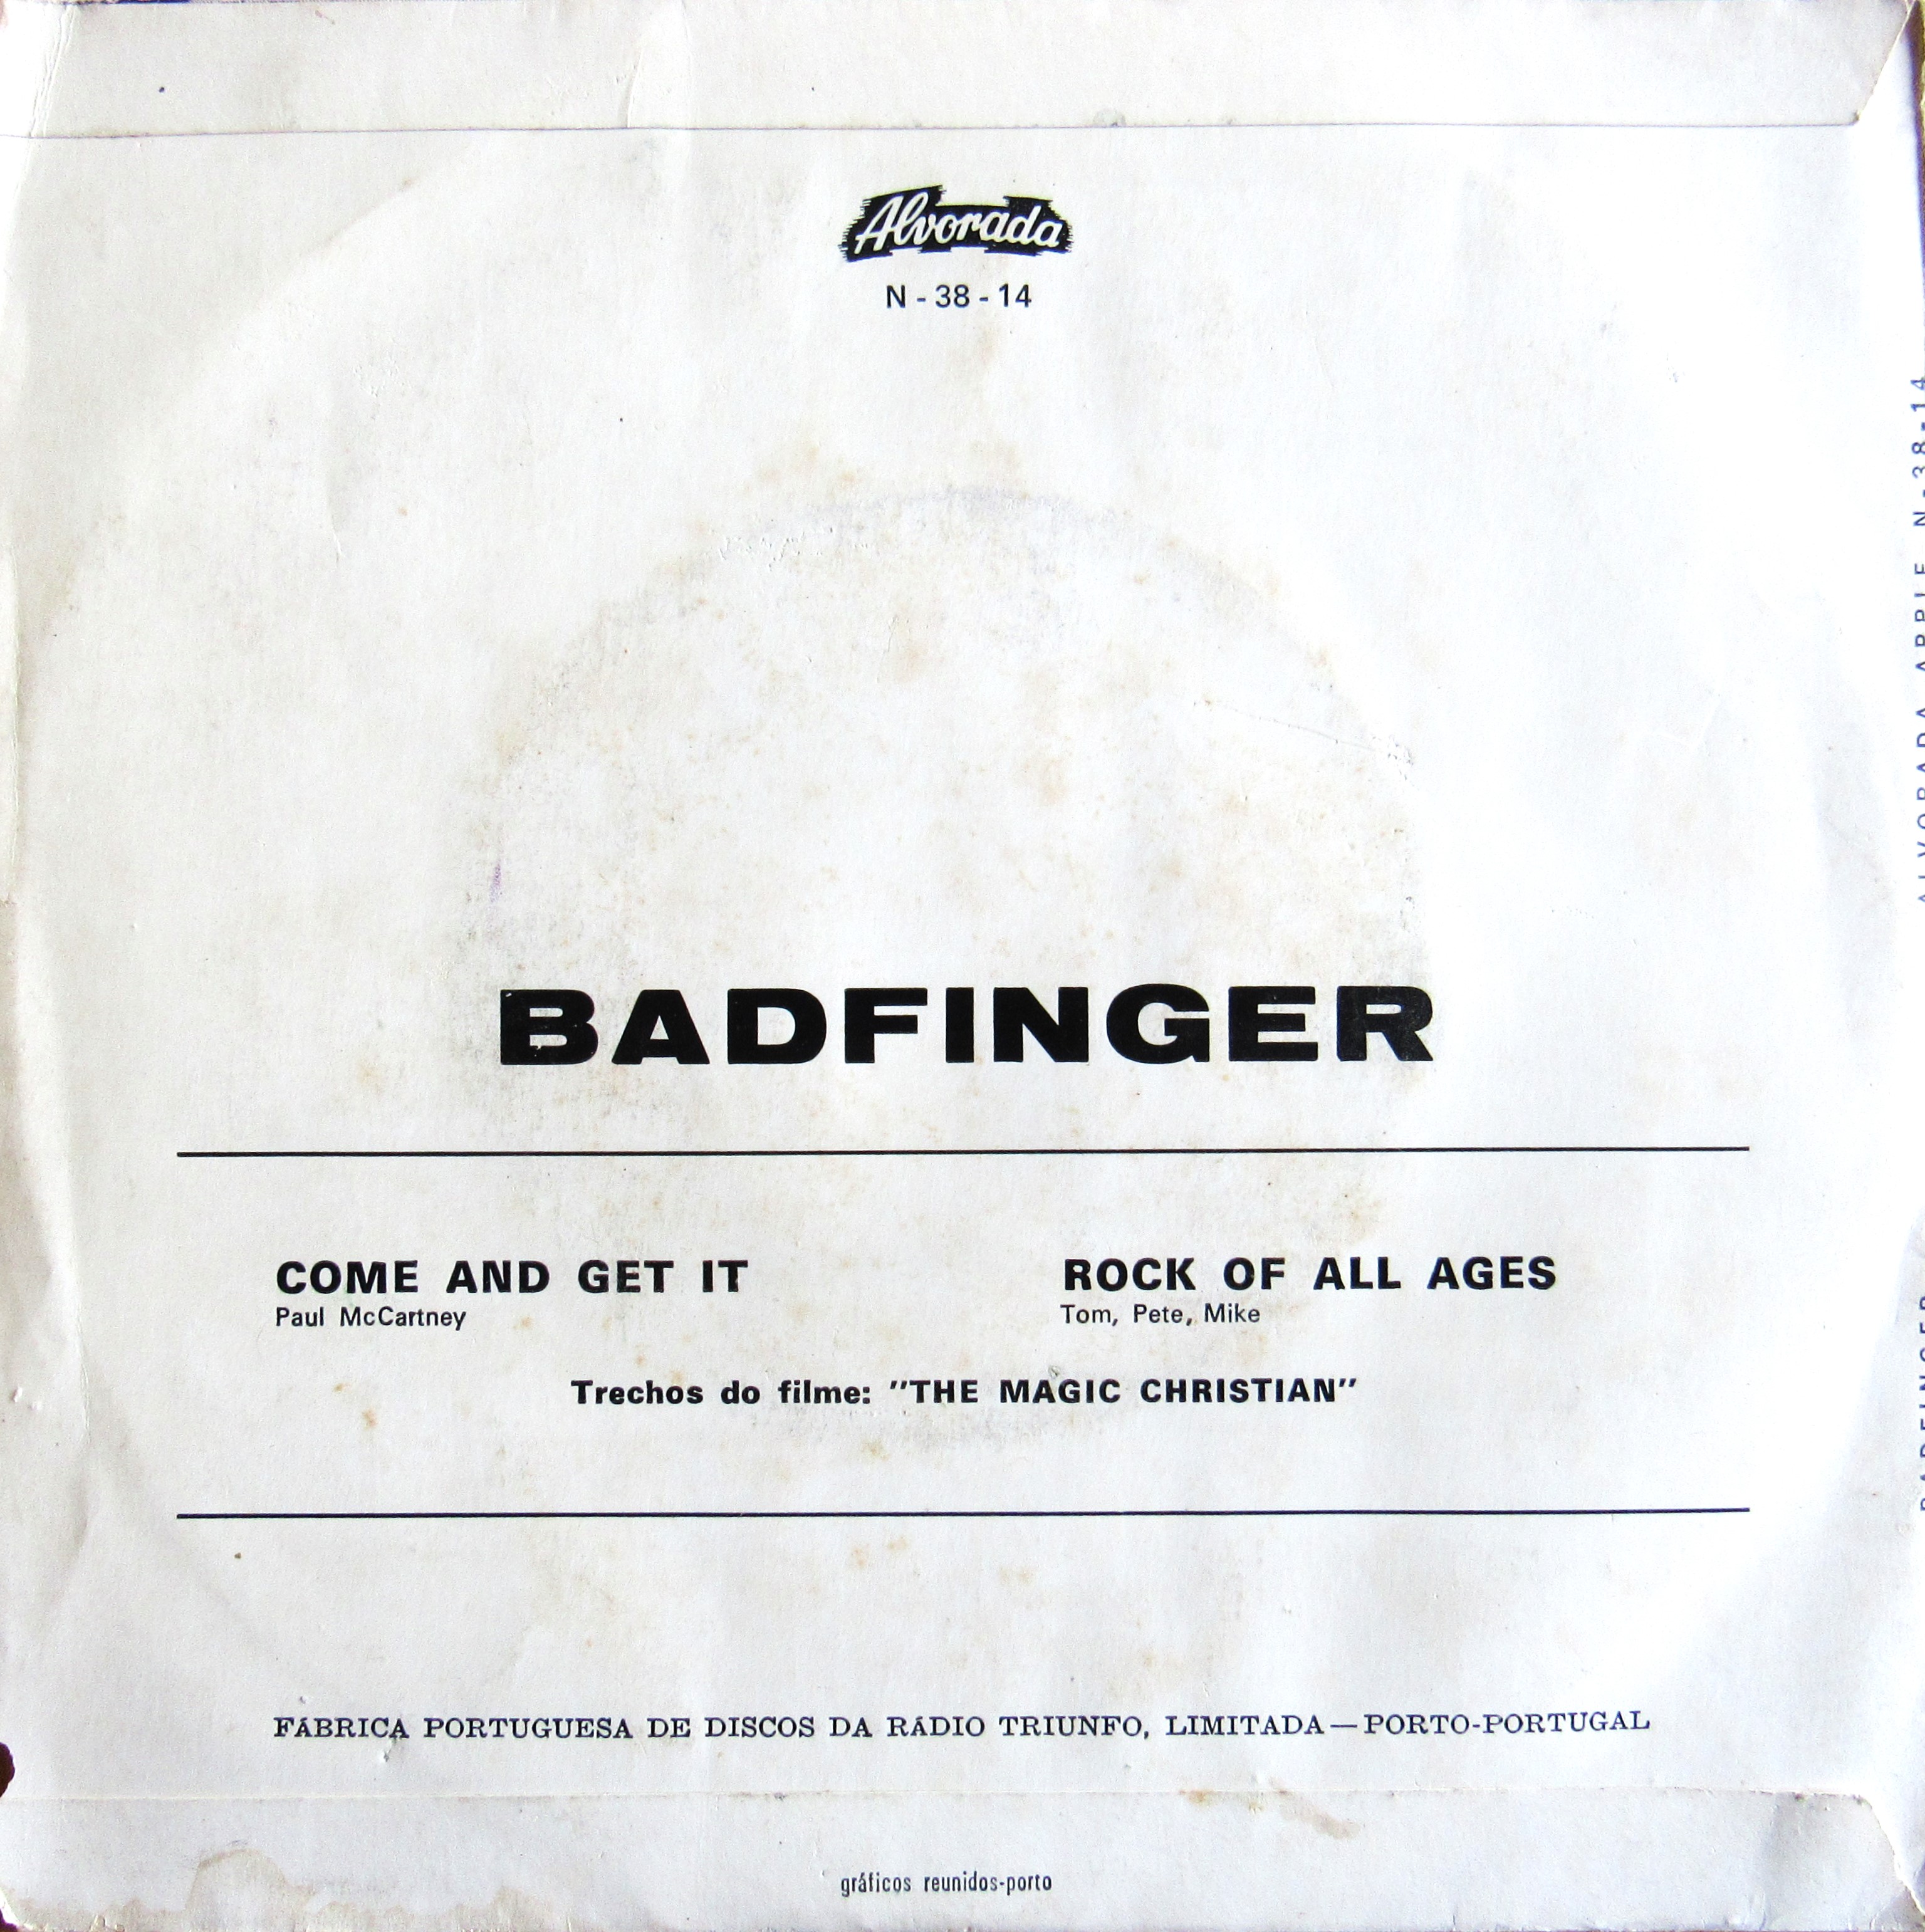 Alvorada
N - 38 - 14
BADFINGER
COME AND GET IT
Paul McCartney
ROCK OF ALL AGES
Tom, Pete, Mike
Trechos do filme: "THE MAGIC CHRISTIAN"
FÁBRICA PORTUGUESA DE DISCOS DA RÁDIO TRIUNFO, LIMITADA — PORTO-PORTUGAL
gráficos reunidos-porto
BADFINGER
ALVORADA APPLE N-38-14